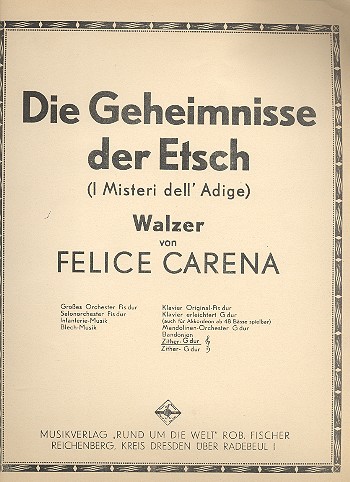 Die Geheimnisse
der Etsch
(I Misteri dell' Adige)
Walzer
von
FELICE CARENA
Großes Orchester Fis dur
Salonorchester Fis dur
Infanterie-Musik
Blech-Musik
Klavier Original-Fis dur
Klavier erleichtert G dur
(auch für Akkordeon ab 48 Bässe spielbar)
Mandolinen-Orchester G dur
Bandonion
Zither-G dur
Zither-G dur
MUSIKVERLAG „RUND UM DIE WELT" ROB. FISCHER
REICHENBERG, KREIS DRESDEN ÜBER RADEBEUL I